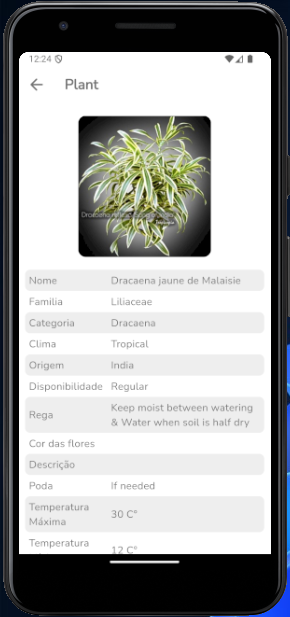 12:24
Plant
Nome Dracaena jaune de Malaisie
Familia Liliaceae
Categoria Dracaena
Clima Tropical
Origem India
Disponibilidade Regular
Rega Keep moist between watering
& Water when soil is half dry
Cor das flores
Descrição
Poda If needed
Temperatura
Máxima 30 C°
Temperatura
12 C°